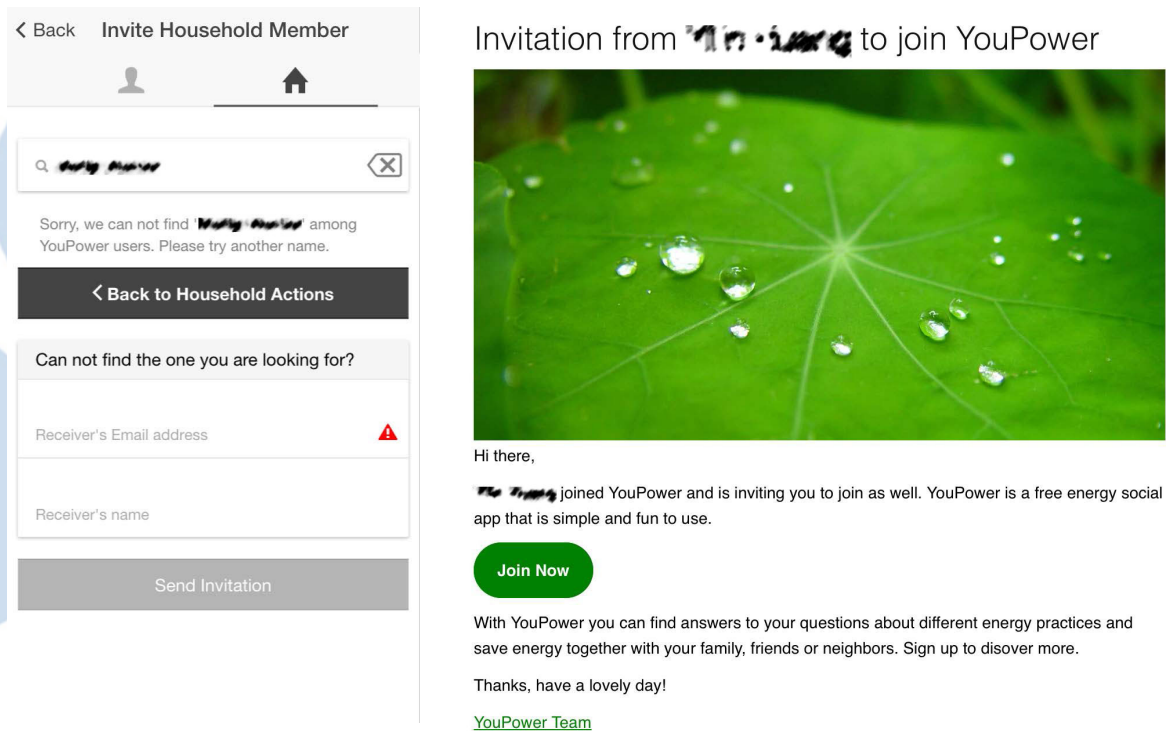 Back Invite Household Member
Sorry, we can not find ' ' among
YouPower users. Please try another name.
Back to Household Actions
Can not find the one you are looking for?
Receiver's Email address
Receiver's name
Send Invitation
Invitation from to join YouPower
Hi there,
joined YouPower and is inviting you to join as well. YouPower is a free energy social
app that is simple and fun to use.
Join Now
With YouPower you can find answers to your questions about different energy practices and
save energy together with your family, friends or neighbors. Sign up to disover more.
Thanks, have a lovely day!
YouPower Team